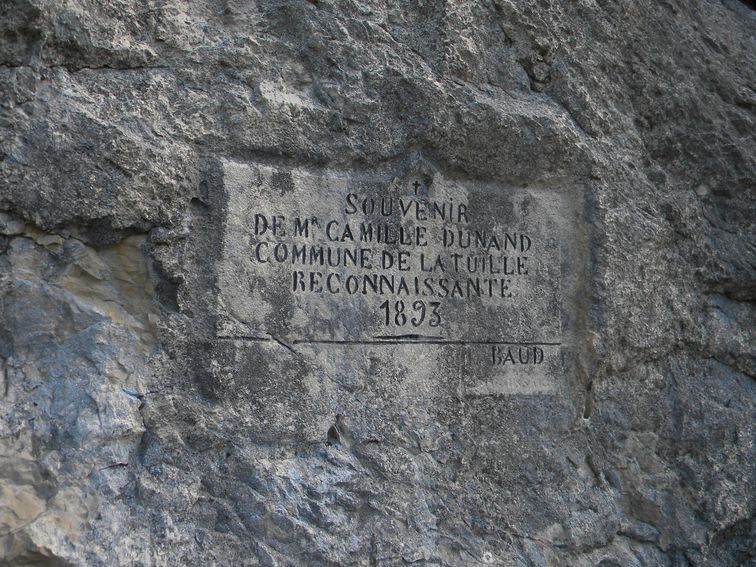 SOUVENiR
DE MR CAMILLE DUNAND
COMMUNE DE LA TUILLE
RECONNAISSANTE
1893
BAUD